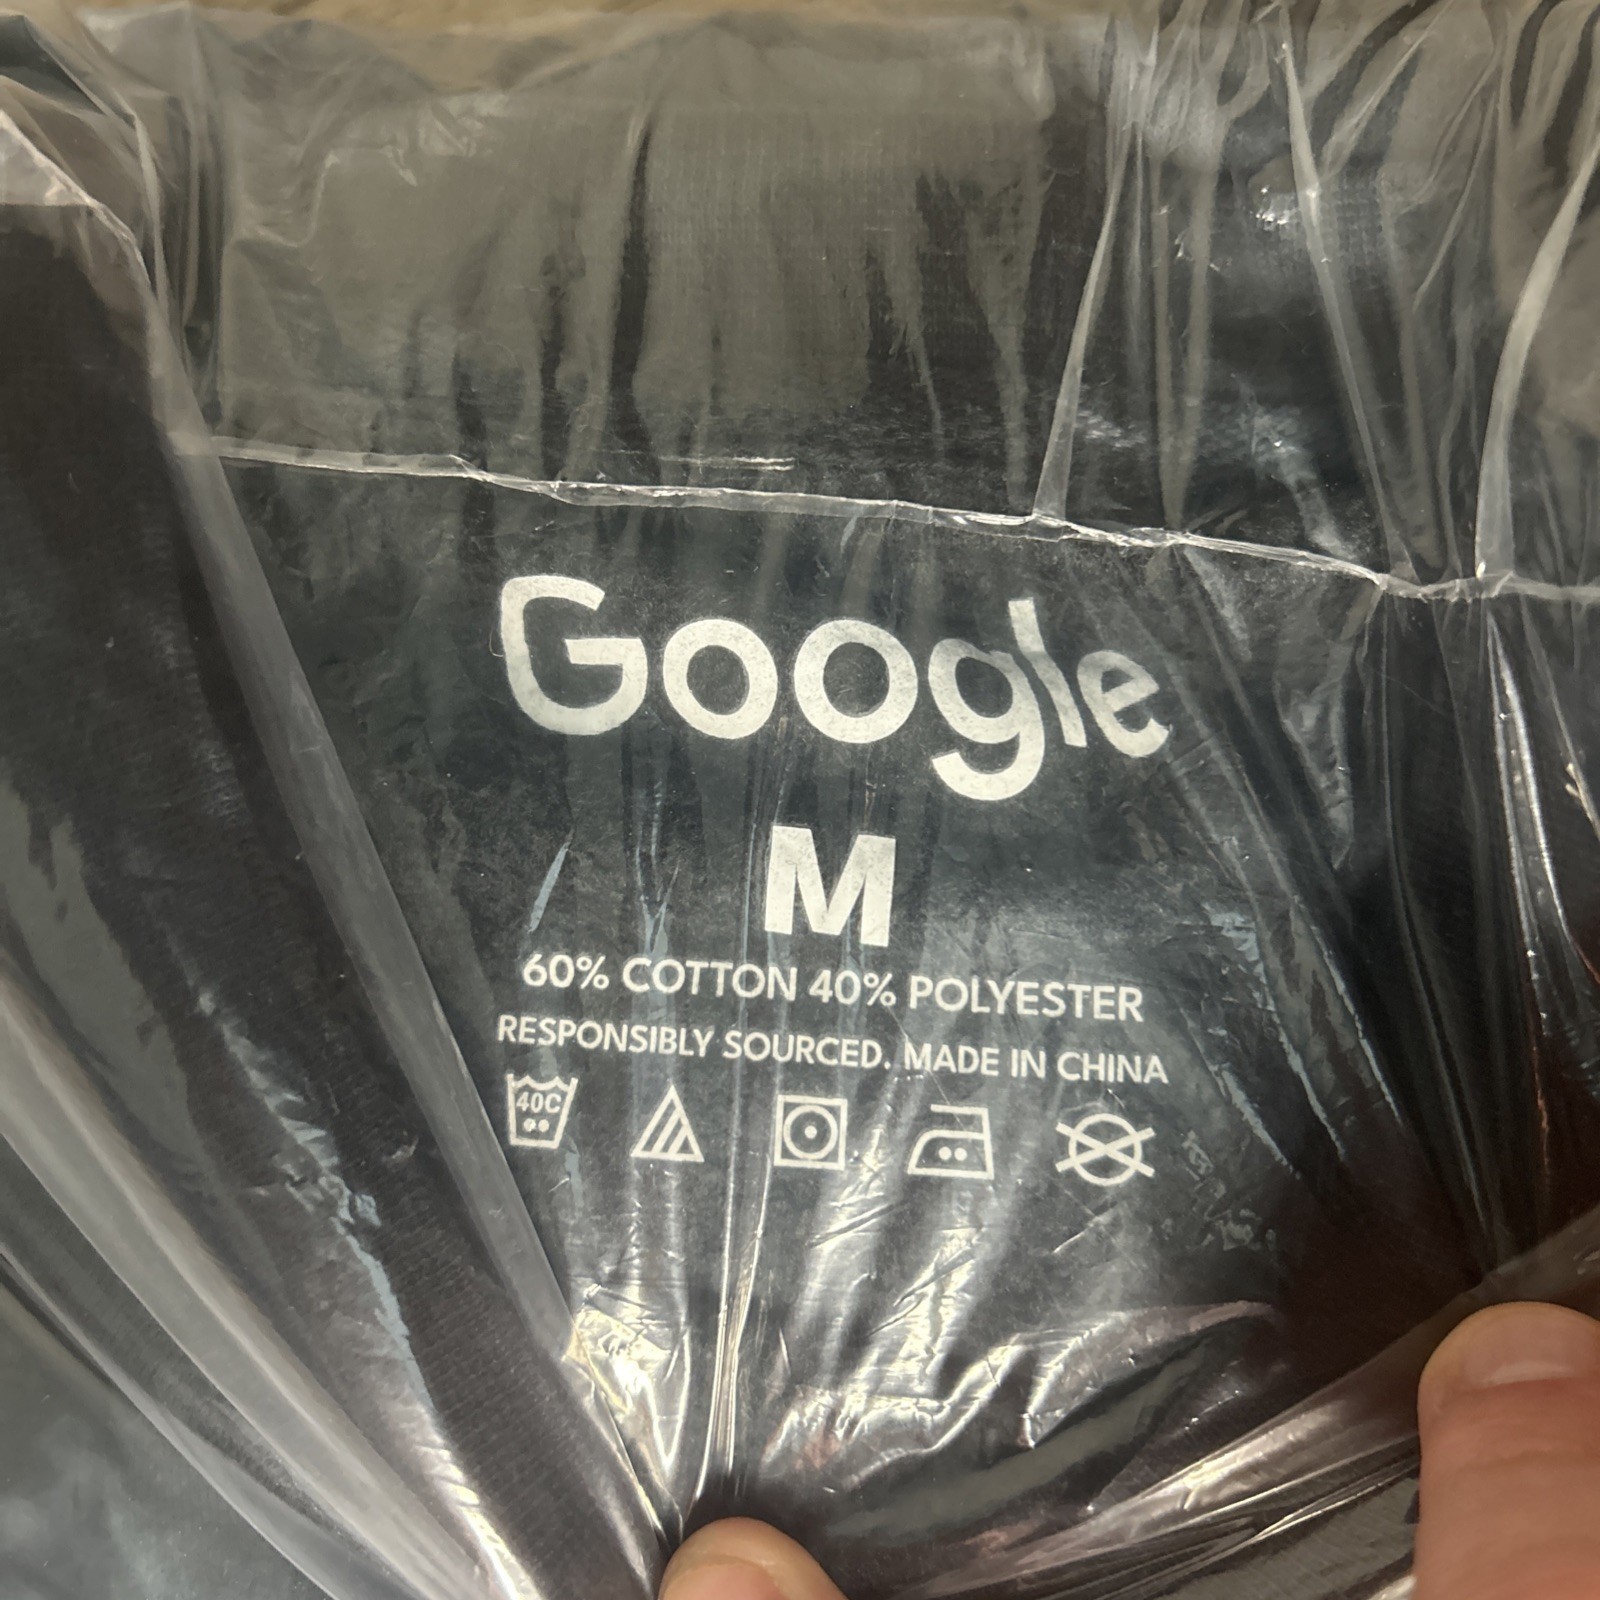 Google
M
60% COTTON 40% POLYESTER
RESPONSIBLY SOURCED. MADE IN CHINA
40C